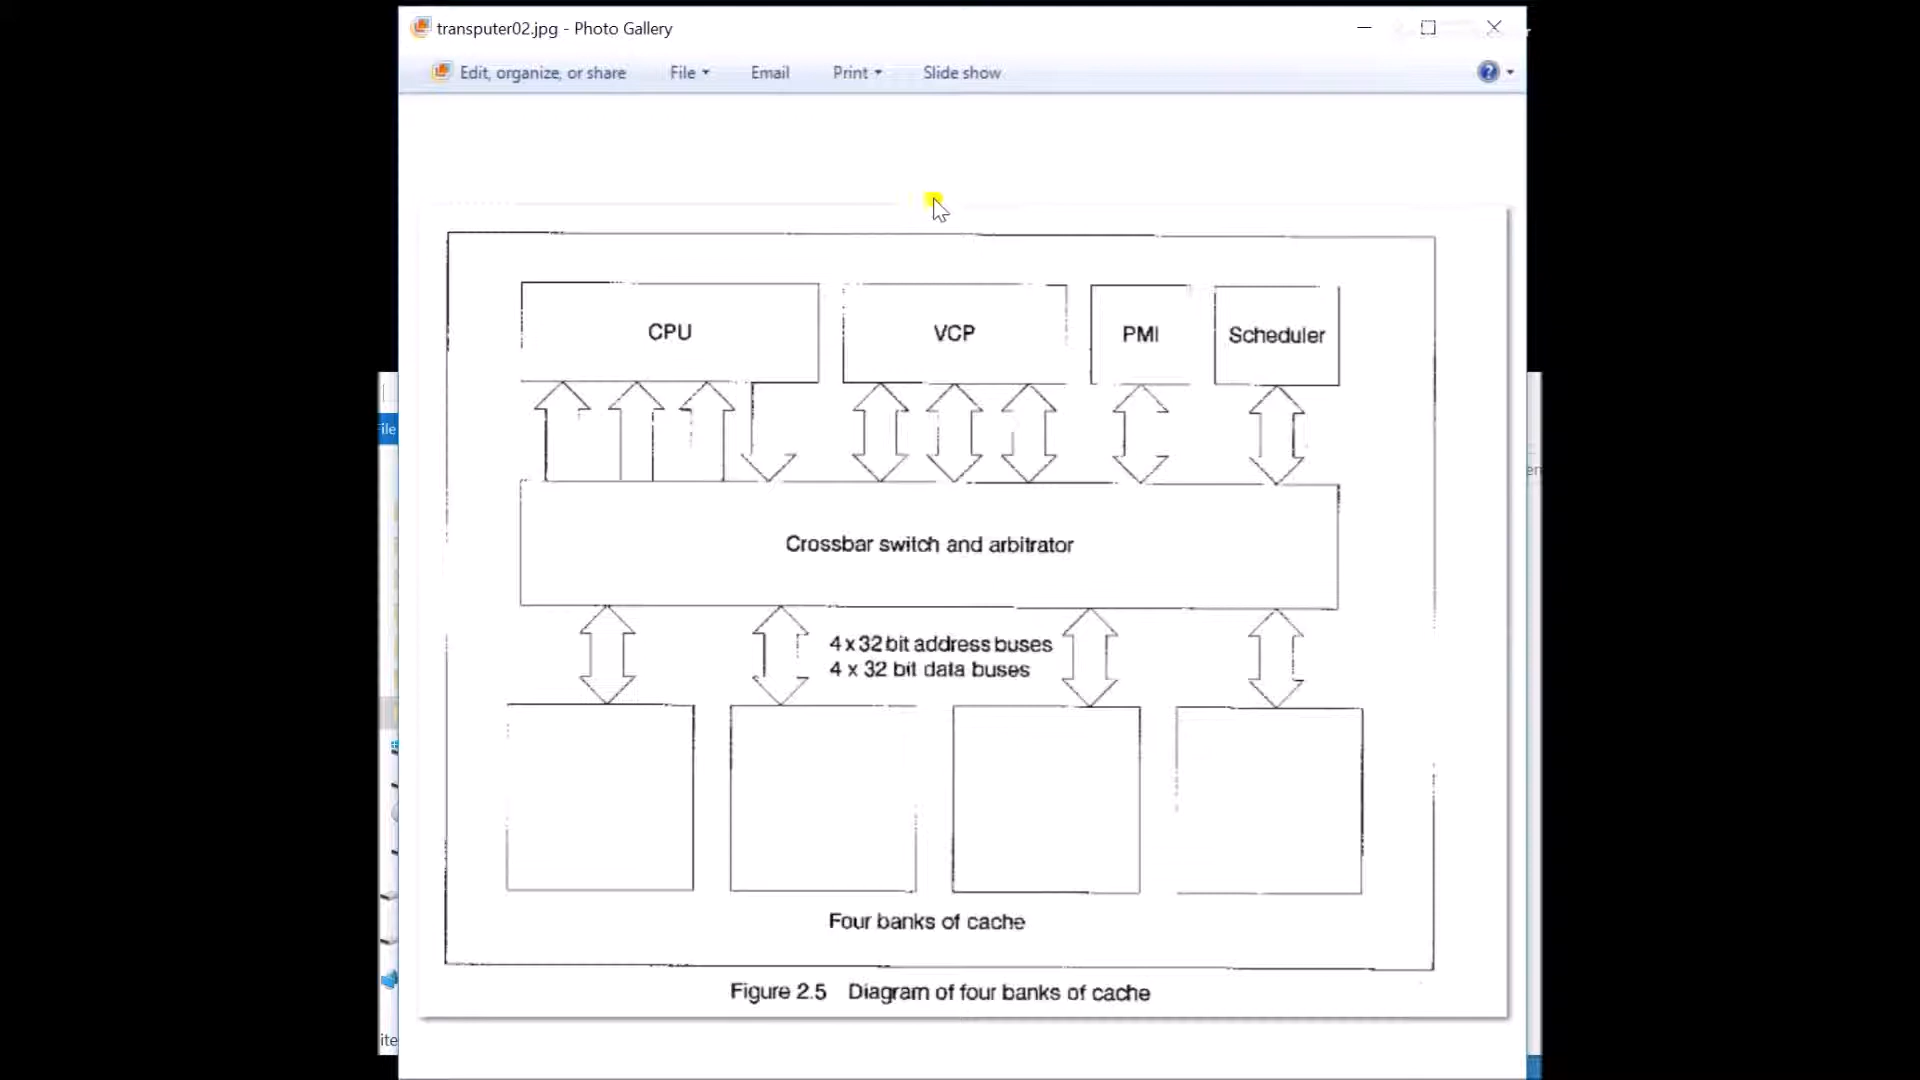 transputer02.jpg - Photo Gallery
Edit, organize, or share File Email Print Slide show
File
CPU VCP PMI Scheduler
Crossbar switch and arbitrator
4 x 32 bit address buses
4 x 32 bit data buses
Four banks of cache
Figure 2.5 Diagram of four banks of cache
ite